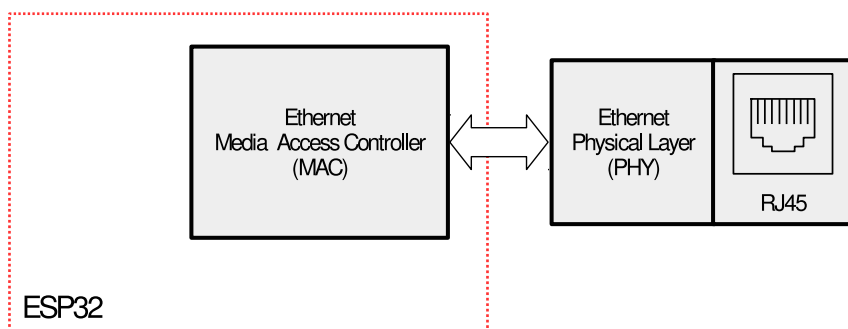 Ethernet
Media Access Controller
(MAC)
Ethernet
Physical Layer
(PHY)
RJ45
ESP32